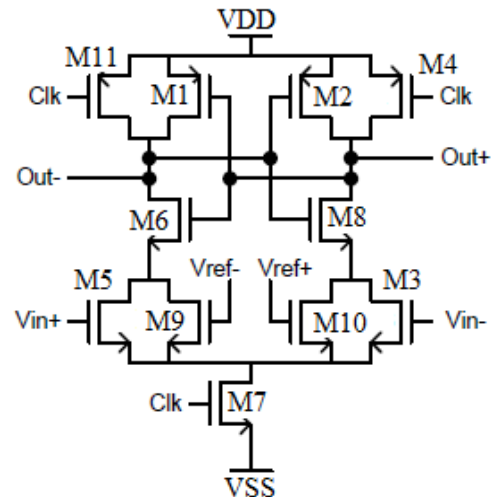 VDD
M11
M4
Clk
M1
M2
Clk
Out-
Out+
M6
M8
M5
Vref-
Vref+
M3
Vin+
M9
M10
Vin-
Clk
M7
VSS